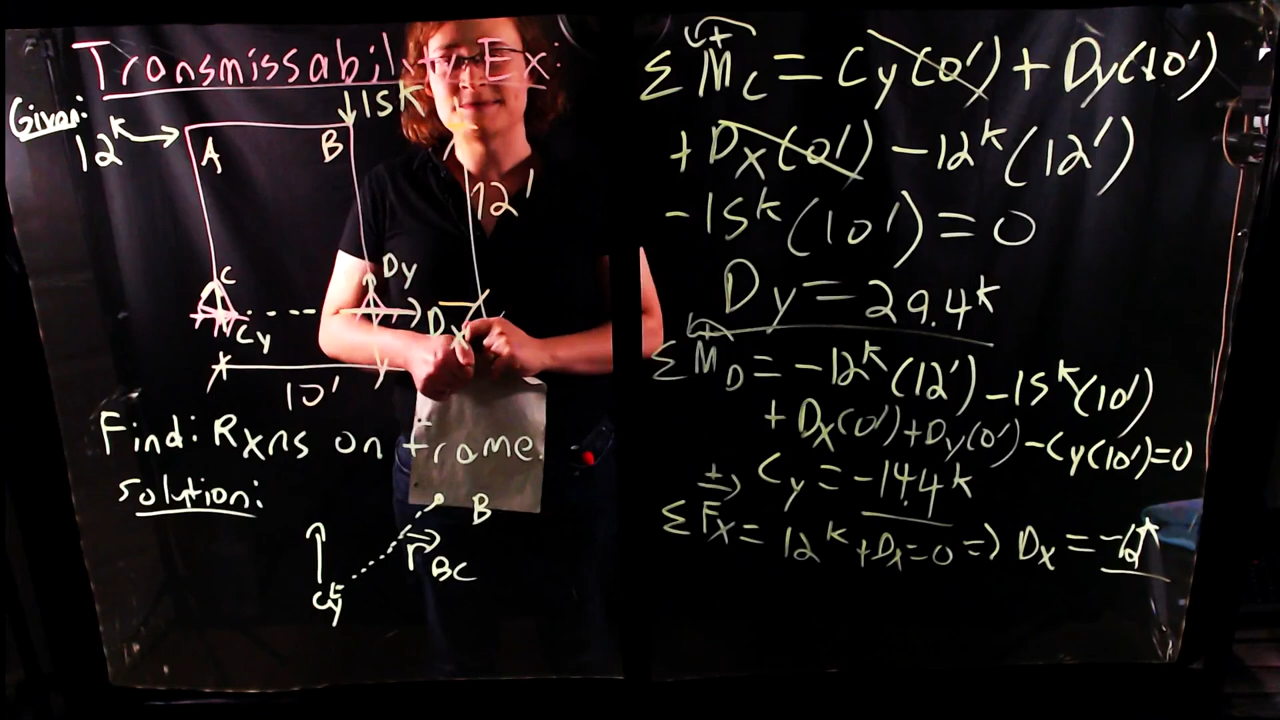 Transmissability Ex:
Given:
12k
15k
A
B
12'
C
Cy
Dy
Dx
10'
Find: Rxns on frame.
Solution:
B
rBC
Cy
+
ΣMC = Cy(0') + Dy(10')
+ Dx(0') - 12k(12')
- 15k(10') = 0
Dy = 29.4k
+
ΣMD = -12k(12') - 15k(10')
+ Dx(0') + Dy(0') - Cy(10') = 0
Cy = -14.4k
+
ΣFx = 12k + Dx = 0 => Dx = -12k